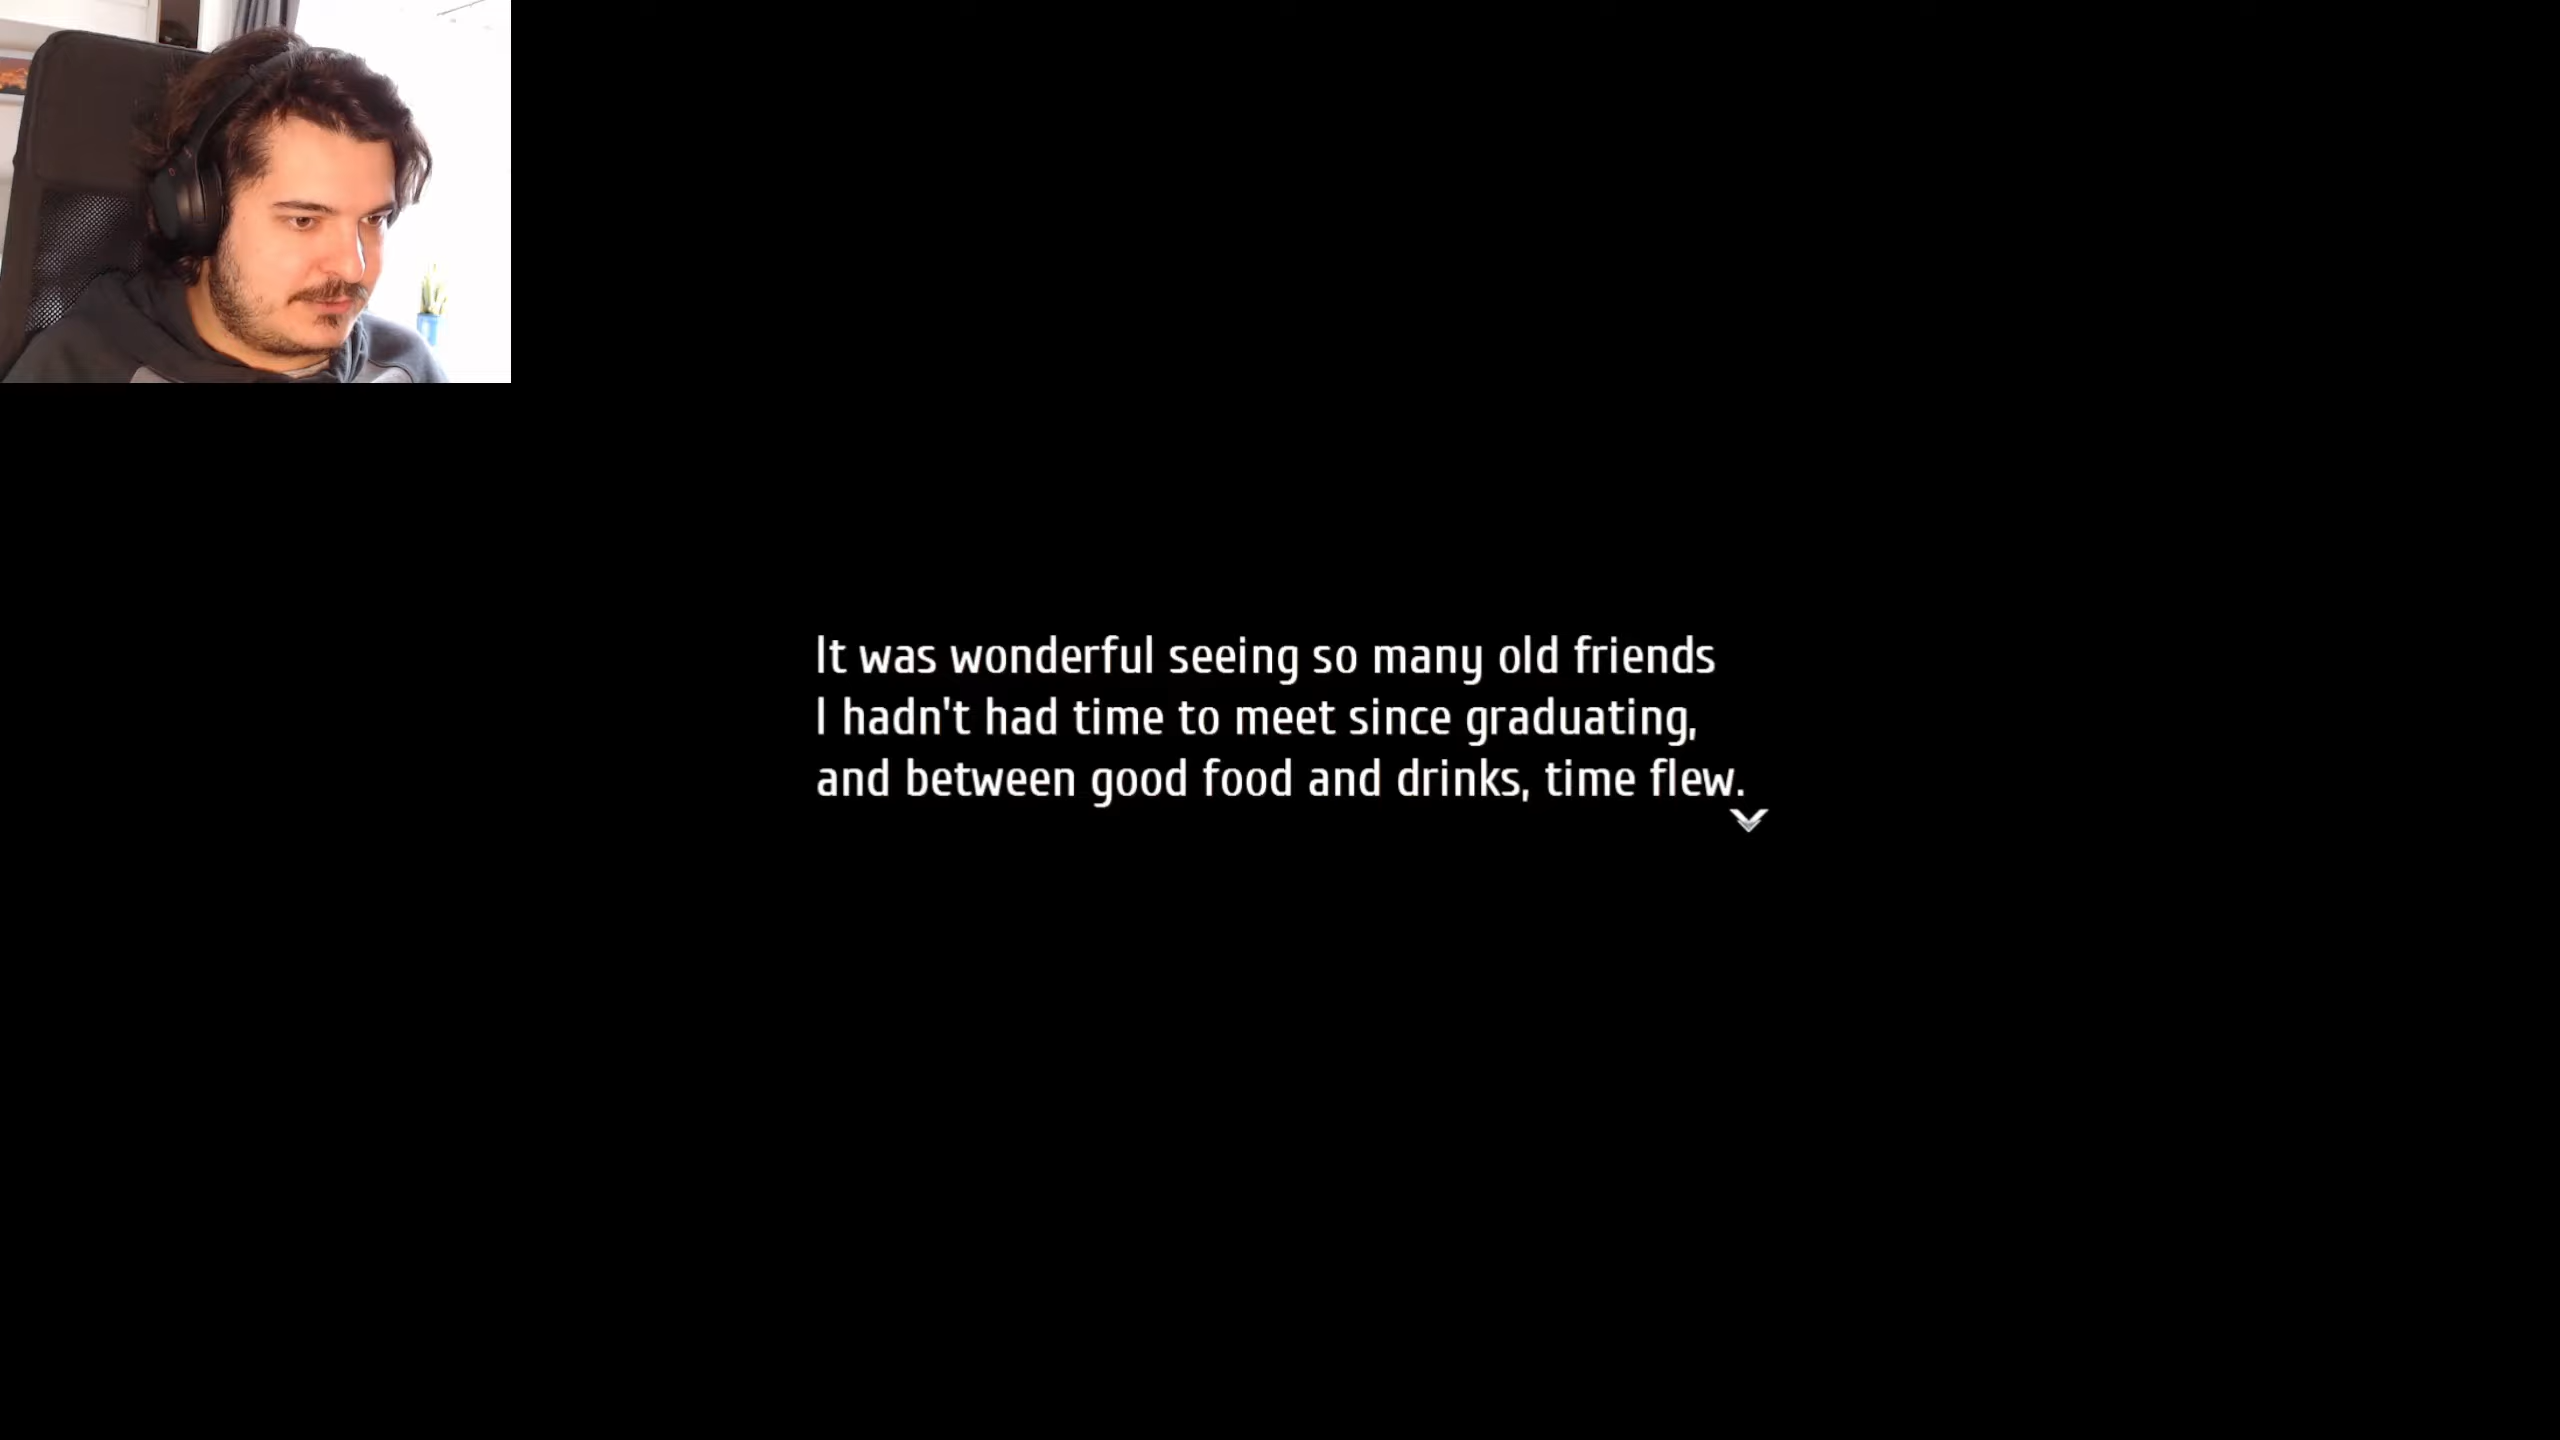 It was wonderful seeing so many old friends
I hadn't had time to meet since graduating,
and between good food and drinks, time flew.